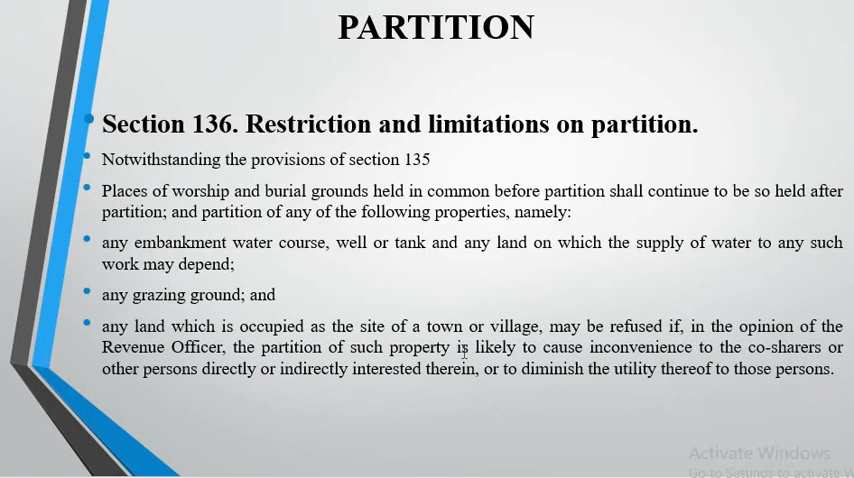 PARTITION
Section 136. Restriction and limitations on partition.
Notwithstanding the provisions of section 135
Places of worship and burial grounds held in common before partition shall continue to be so held after
partition; and partition of any of the following properties, namely:
any embankment water course, well or tank and any land on which the supply of water to any such
work may depend;
any grazing ground; and
any land which is occupied as the site of a town or village, may be refused if, in the opinion of the
Revenue Officer, the partition of such property is likely to cause inconvenience to the co-sharers or
other persons directly or indirectly interested therein, or to diminish the utility thereof to those persons.
Activate Windows
Go to Settings to activate W